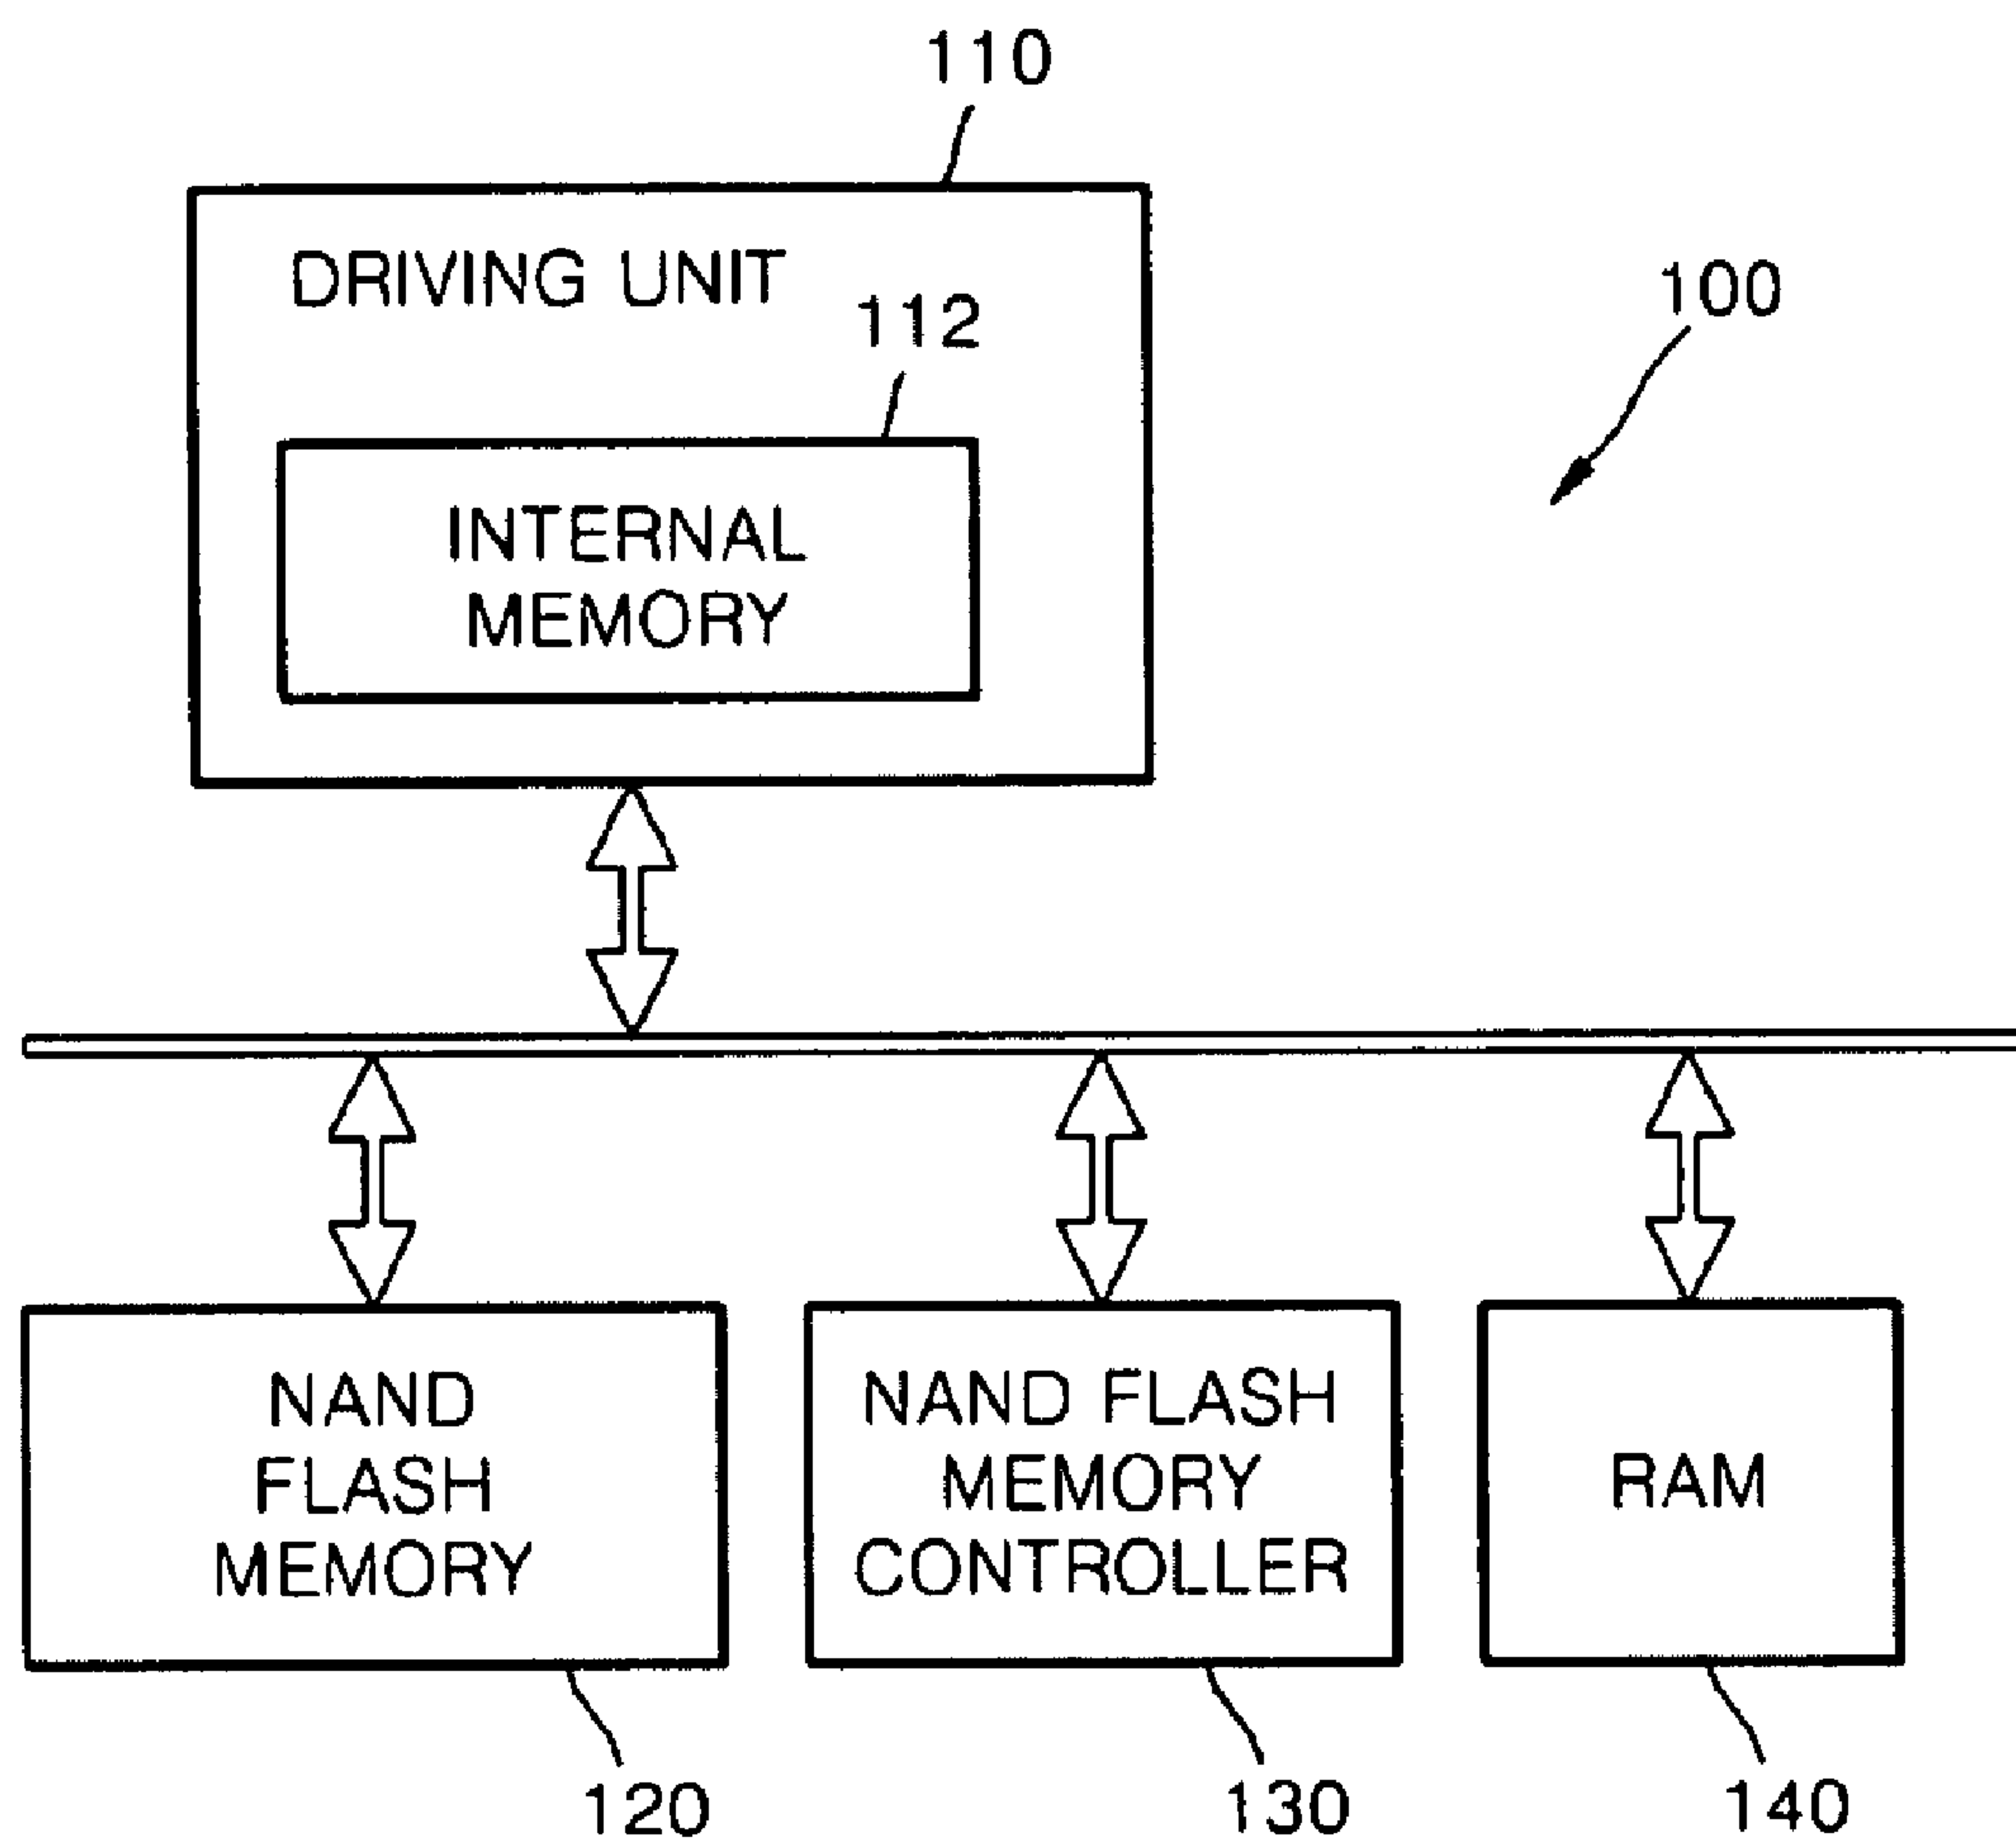 110
DRIVING UNIT
112
100
INTERNAL
MEMORY
NAND
FLASH
MEMORY
NAND FLASH
MEMORY
CONTROLLER
RAM
120
130
140